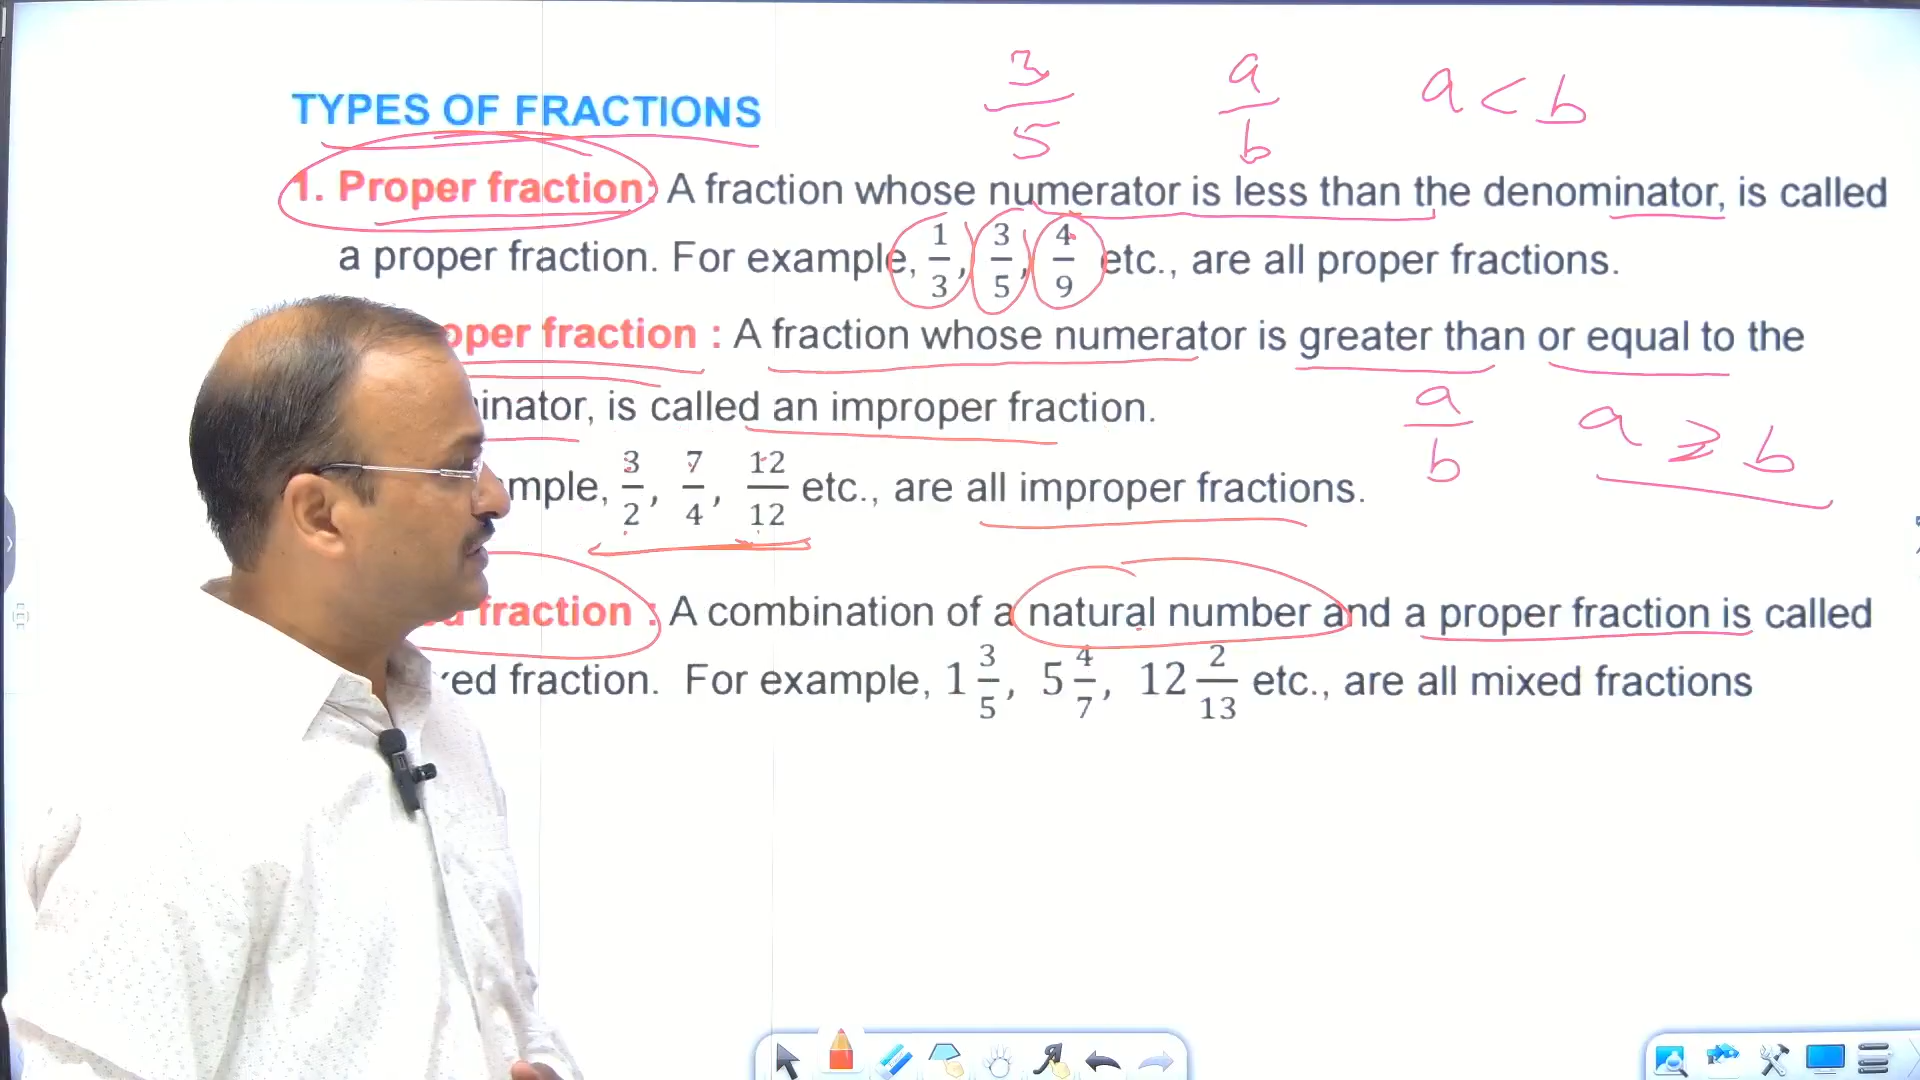 3/5 a/b a < b
TYPES OF FRACTIONS
1. Proper fraction: A fraction whose numerator is less than the denominator, is called
a proper fraction. For example, 1/3, 3/5, 4/9 etc., are all proper fractions.
oper fraction : A fraction whose numerator is greater than or equal to the
inator, is called an improper fraction.
a/b a ≥ b
mple, 3/2, 7/4, 12/12 etc., are all improper fractions.
fraction : A combination of a natural number and a proper fraction is called
ed fraction. For example, 1 3/5, 5 4/7, 12 2/13 etc., are all mixed fractions